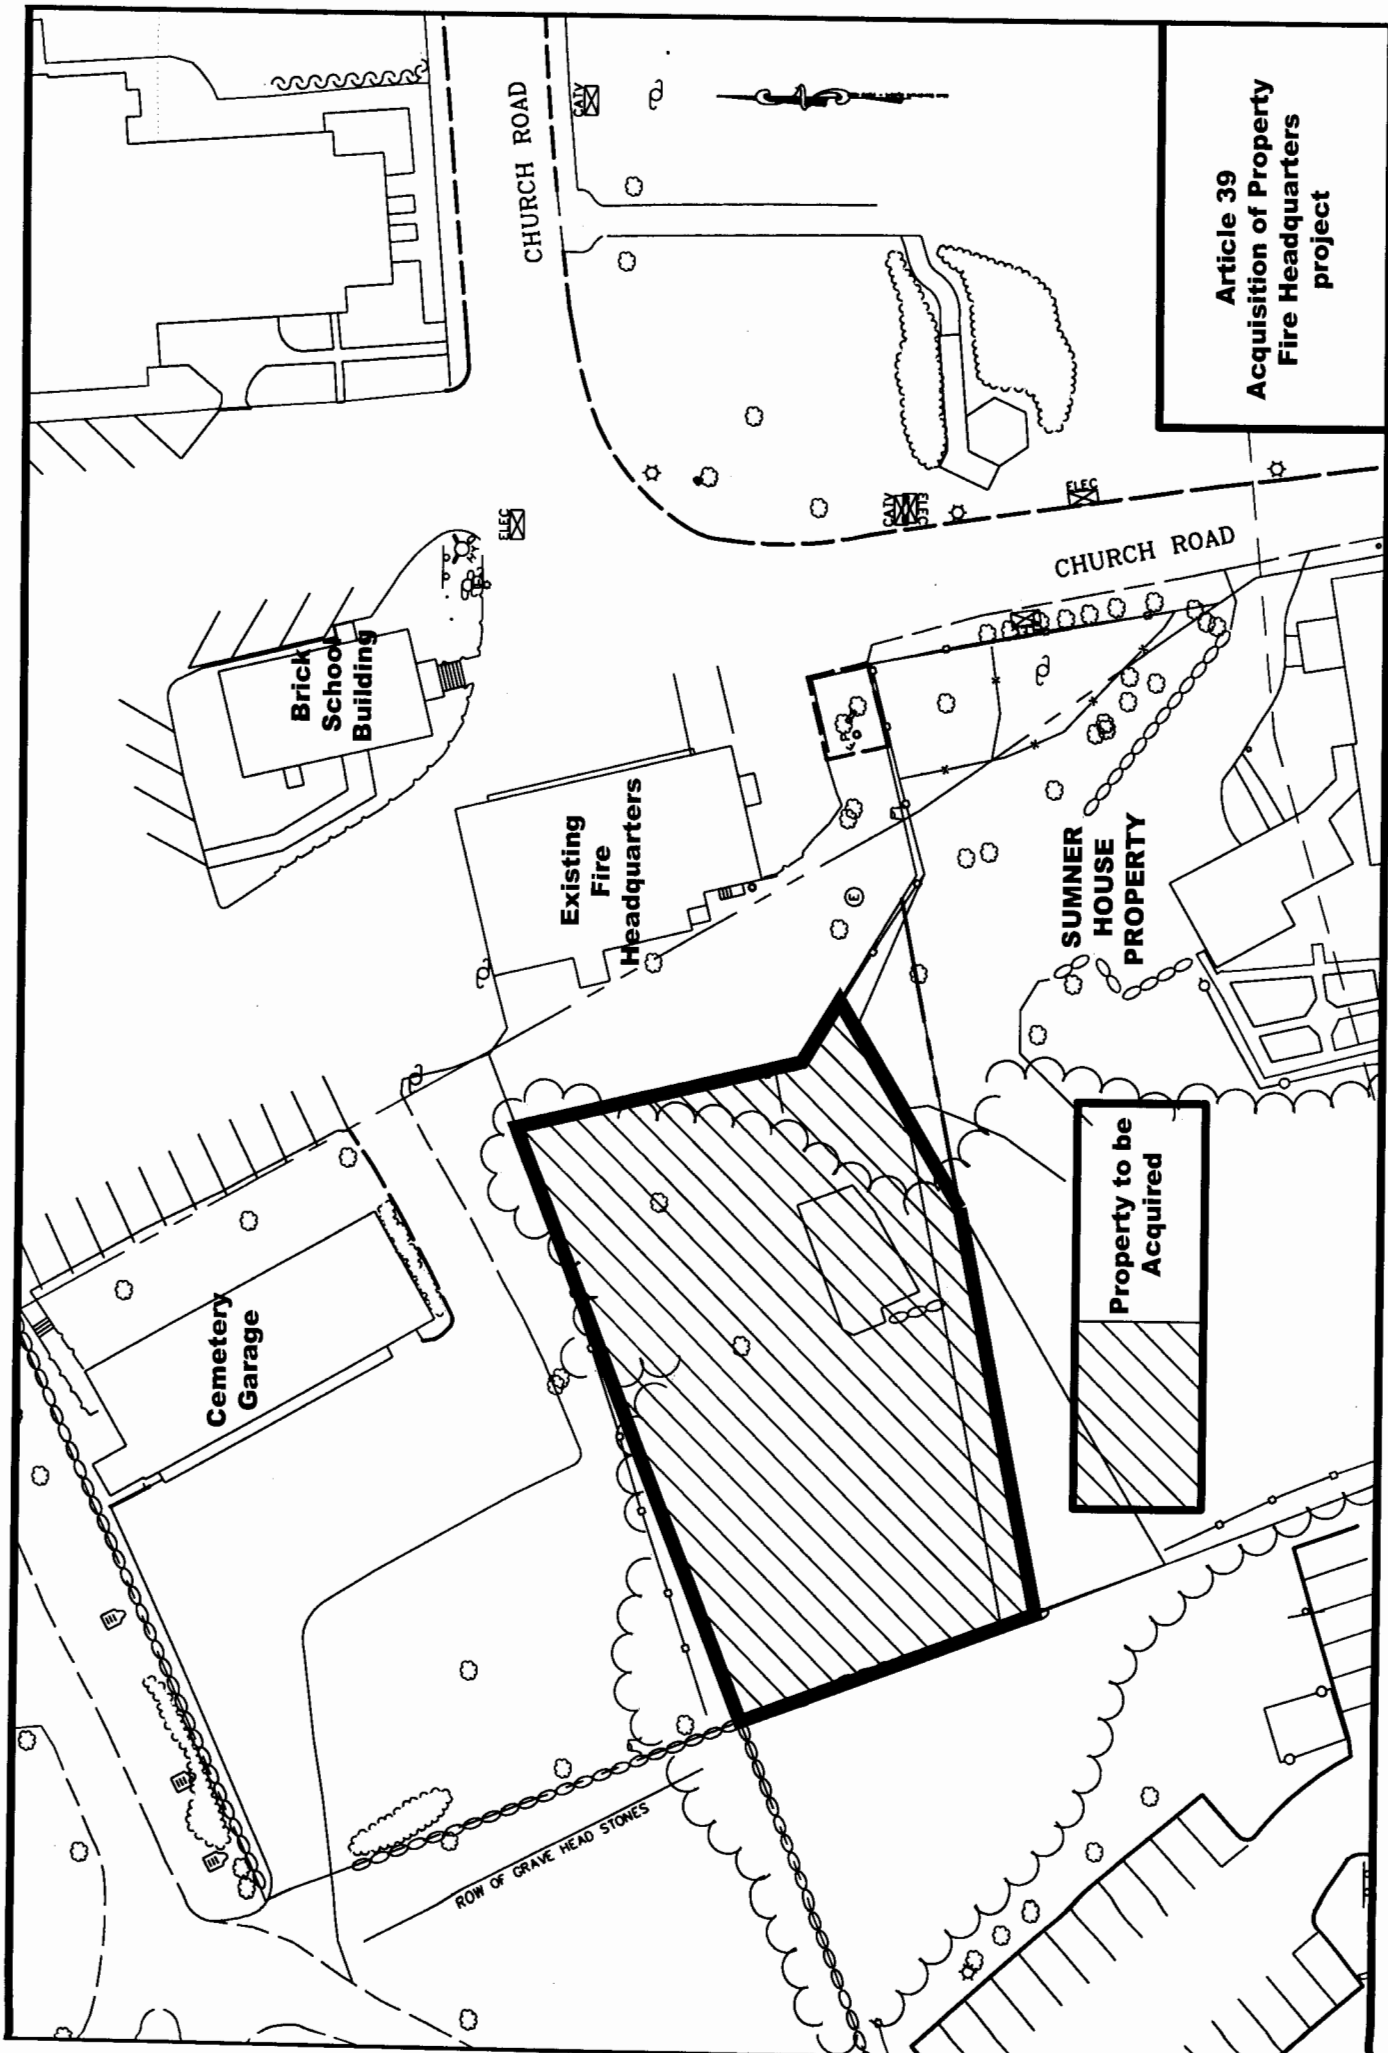 CHURCH ROAD
CATV
Article 39
Acquisition of Property
Fire Headquarters
project
ELEC
CATV
ELEC
ELEC
CHURCH ROAD
Brick
School
Building
Existing
Fire
Headquarters
SUMNER
HOUSE
PROPERTY
E
Cemetery
Garage
Property to be
Acquired
ROW OF GRAVE HEAD STONES